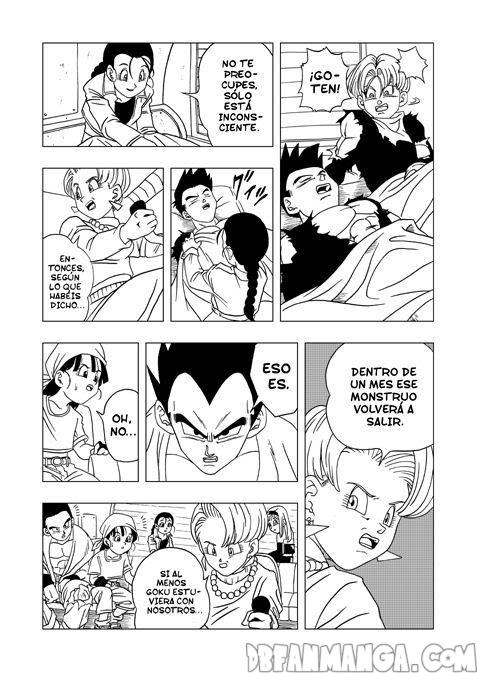 ¡GO-
TEN!
NO TE
PREO-
CUPES,
SÓLO
ESTÁ
INCONS-
CIENTE.
EN-
TONCES,
SEGÚN
LO QUE
HABÉIS
DICHO...
DENTRO DE
UN MES ESE
MONSTRUO
VOLVERÁ A
SALIR.
ESO
ES.
OH,
NO...
SI AL
MENOS
GOKU ESTU-
VIERA CON
NOSOTROS...
DBFANMANGA.COM